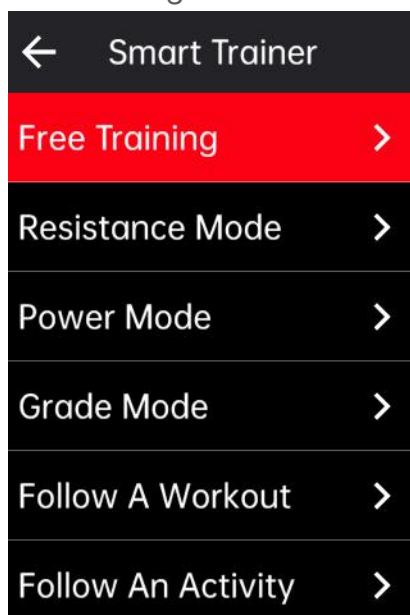 Smart Trainer
Free Training
Resistance Mode
Power Mode
Grade Mode
Follow A Workout
Follow An Activity